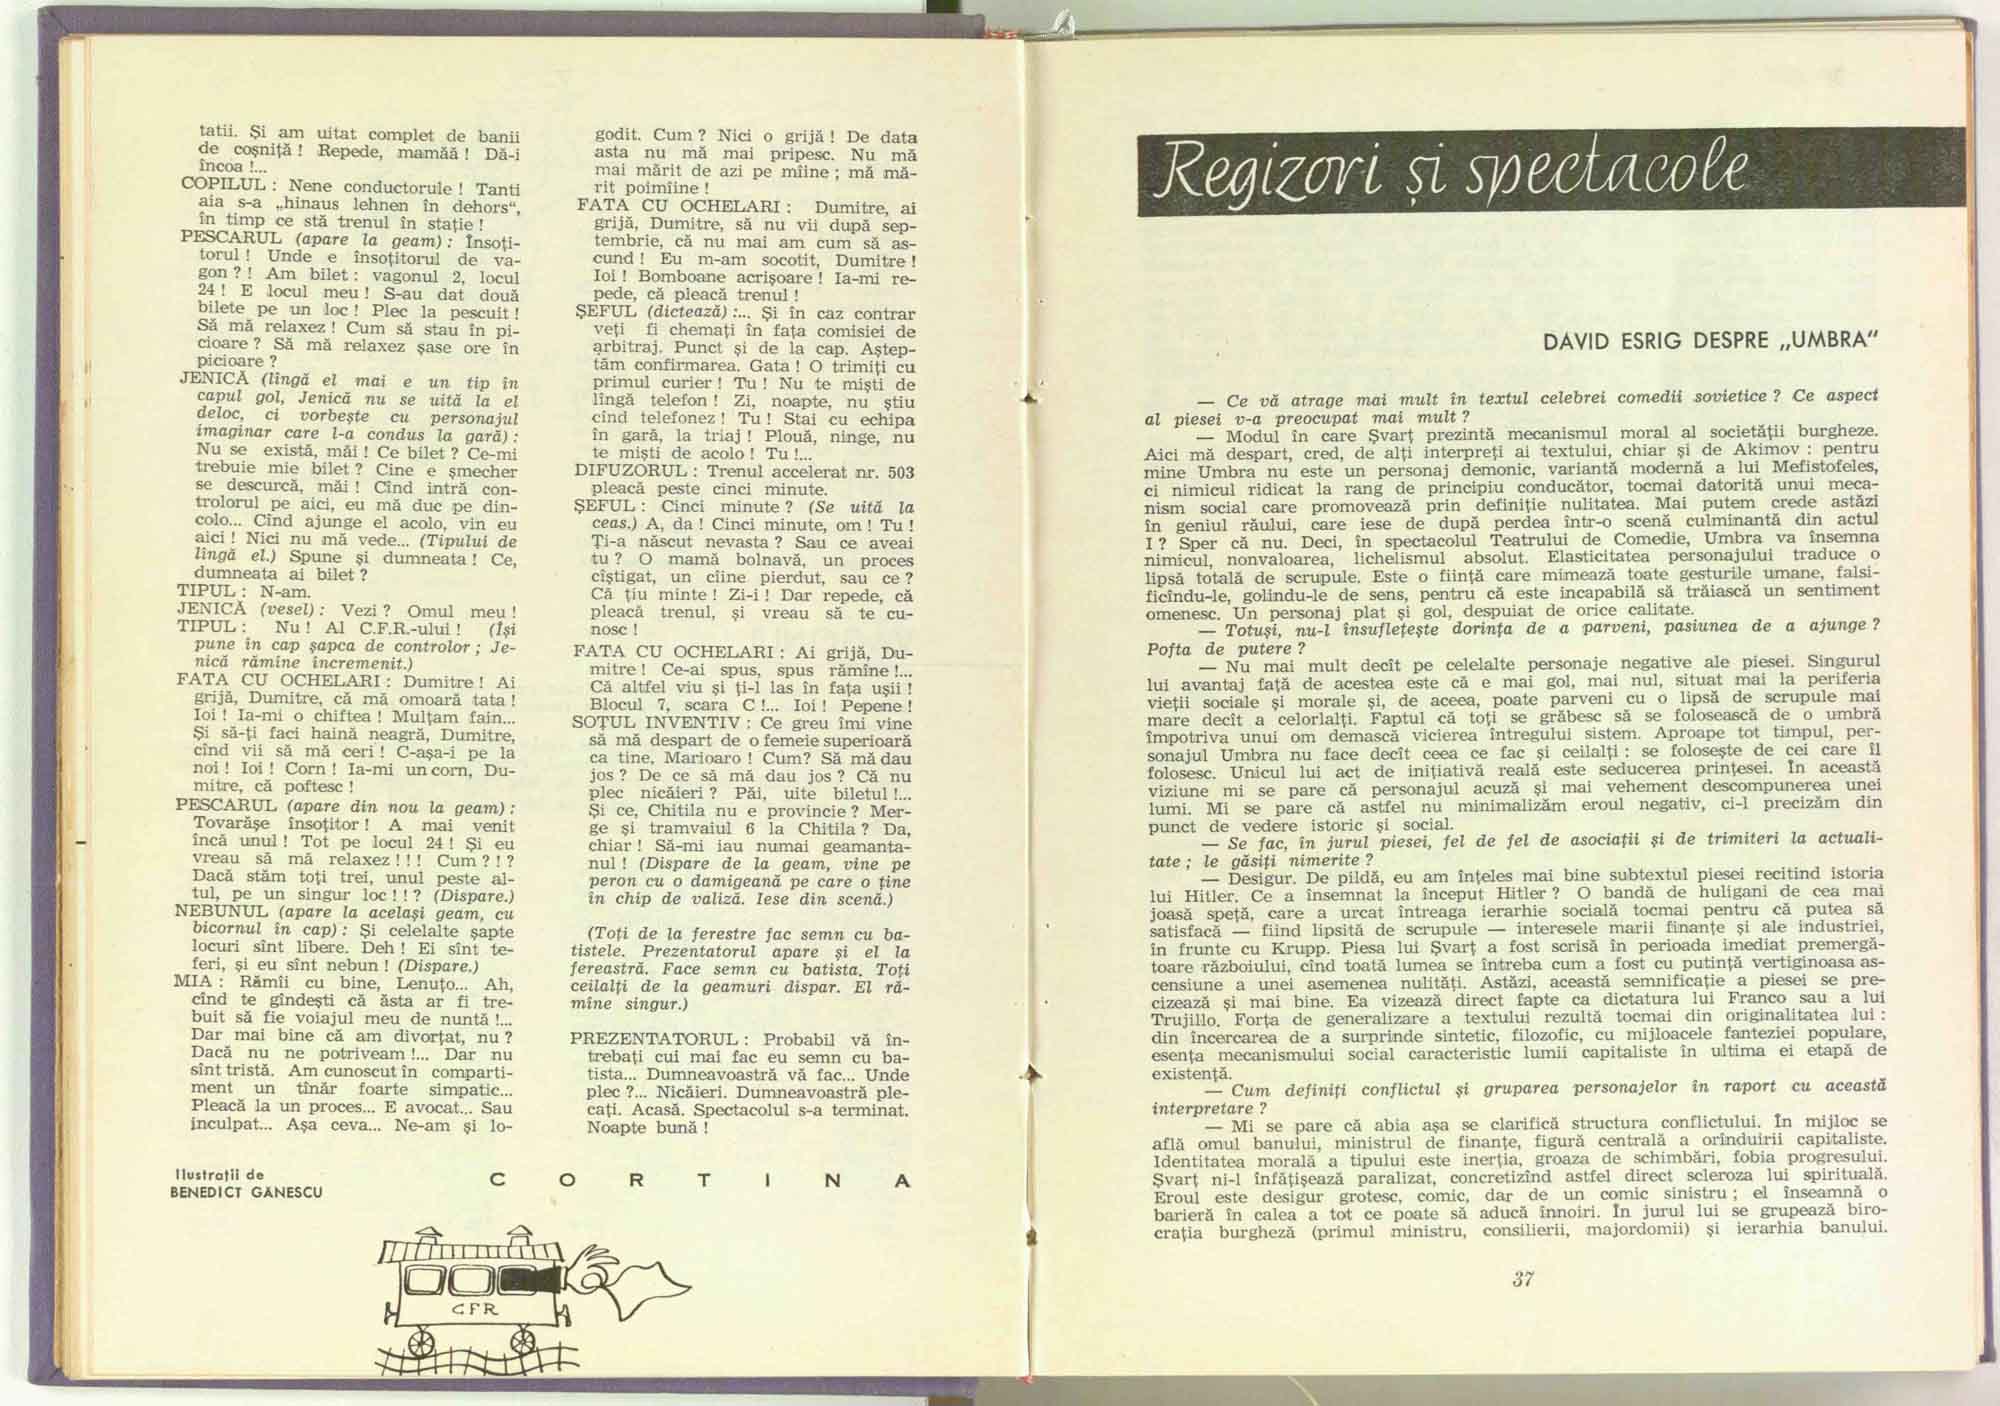 tatii. Și am uitat complet de banii
de coșniță ! Repede, mamăă ! Dă-i
încoa !...
COPILUL : Nene conductorule ! Tanti
aia s-a „hinaus lehnen în dehors“,
în timp ce stă trenul în stație !
PESCARUL (apare la geam) : Însoți-
torul ! Unde e însoțitorul de va-
gon ? ! Am bilet : vagonul 2, locul
24 ! E locul meu ! S-au dat două
bilete pe un loc ! Plec la pescuit !
Să mă relaxez ! Cum să stau în pi-
cioare ? Să mă relaxez șase ore în
picioare ?
JENICĂ (lîngă el mai e un tip în
capul gol, Jenică nu se uită la el
deloc, ci vorbește cu personajul
imaginar care l-a condus la gară) :
Nu se există, măi ! Ce bilet ? Ce-mi
trebuie mie bilet ? Cine e șmecher
se descurcă, măi ! Cînd intră con-
trolorul pe aici, eu mă duc pe din-
colo... Cînd ajunge el acolo, vin eu
aici ! Nici nu mă vede... (Tipului de
lîngă el.) Spune și dumneata ! Ce,
dumneata ai bilet ?
TIPUL : N-am.
JENICĂ (vesel) : Vezi ? Omul meu !
TIPUL : Nu ! Al C.F.R.-ului ! (Își
pune în cap șapca de controlor ; Je-
nică rămîne încremenit.)
FATA CU OCHELARI : Dumitre ! Ai
grijă, Dumitre, că mă omoară tata !
Ioi ! Ia-mi o chiftea ! Mulțam fain...
Și să-ți faci haină neagră, Dumitre,
cînd vii să mă ceri ! C-așa-i pe la
noi ! Ioi ! Corn ! Ia-mi un corn, Du-
mitre, că poftesc !
PESCARUL (apare din nou la geam) :
Tovarășe însoțitor ! A mai venit
încă unul ! Tot pe locul 24 ! Și eu
vreau să mă relaxez ! ! ! Cum ? ! ?
Dacă stăm toți trei, unul peste al-
tul, pe un singur loc ! ! ? (Dispare.)
NEBUNUL (apare la același geam, cu
bicornul în cap) : Și celelalte șapte
locuri sînt libere. Deh ! Ei sînt te-
feri, și eu sînt nebun ! (Dispare.)
MIA : Rămîi cu bine, Lenuțo... Ah,
cînd te gîndești că ăsta ar fi tre-
buit să fie voiajul meu de nuntă !...
Dar mai bine că am divorțat, nu ?
Dacă nu ne potriveam !... Dar nu
sînt tristă. Am cunoscut în comparti-
ment un tînăr foarte simpatic...
Pleacă la un proces... E avocat... Sau
inculpat... Așa ceva... Ne-am și lo-
godit. Cum ? Nici o grijă ! De data
asta nu mă mai pripesc. Nu mă
mai mărit de azi pe mîine ; mă mă-
rit poimîine !
FATA CU OCHELARI : Dumitre, ai
grijă, Dumitre, să nu vii după sep-
tembrie, că nu mai am cum să as-
cund ! Eu m-am socotit, Dumitre !
Ioi ! Bomboane acrișoare ! Ia-mi re-
pede, că pleacă trenul !
ȘEFUL (dictează) :... Și în caz contrar
veți fi chemați în fața comisiei de
arbitraj. Punct și de la cap. Aștep-
tăm confirmarea. Gata ! O trimiți cu
primul curier ! Tu ! Nu te miști de
lîngă telefon ! Zi, noapte, nu știu
cînd telefonez ! Tu ! Stai cu echipa
în gară, la triaj ! Plouă, ninge, nu
te miști de acolo ! Tu !...
DIFUZORUL : Trenul accelerat nr. 503
pleacă peste cinci minute.
ȘEFUL : Cinci minute ? (Se uită la
ceas.) A, da ! Cinci minute, om ! Tu !
Ți-a născut nevasta ? Sau ce aveai
tu ? O mamă bolnavă, un proces
cîștigat, un cîine pierdut, sau ce ?
Că țiu minte ! Zi-i ! Dar repede, că
pleacă trenul, și vreau să te cu-
nosc !
FATA CU OCHELARI : Ai grijă, Du-
mitre ! Ce-ai spus, spus rămîne !...
Că altfel viu și ți-l las în fața ușii !
Blocul 7, scara C !... Ioi ! Pepene !
SOȚUL INVENTIV : Ce greu îmi vine
să mă despart de o femeie superioară
ca tine, Marioaro ! Cum? Să mă dau
jos ? De ce să mă dau jos ? Că nu
plec nicăieri ? Păi, uite biletul !...
Și ce, Chitila nu e provincie ? Mer-
ge și tramvaiul 6 la Chitila ? Da,
chiar ! Să-mi iau numai geamanta-
nul ! (Dispare de la geam, vine pe
peron cu o damigeană pe care o ține
în chip de valiză. Iese din scenă.)
(Toți de la ferestre fac semn cu ba-
tistele. Prezentatorul apare și el la
fereastră. Face semn cu batista. Toți
ceilalți de la geamuri dispar. El ră-
mîne singur.)
PREZENTATORUL : Probabil vă în-
trebați cui mai fac eu semn cu ba-
tista... Dumneavoastră vă fac... Unde
plec ?... Nicăieri. Dumneavoastră ple-
cați. Acasă. Spectacolul s-a terminat.
Noapte bună !
Ilustrații de
BENEDICT GĂNESCU
CORTINA
CFR
Regizori și spectacole
DAVID ESRIG DESPRE „UMBRA“
— Ce vă atrage mai mult în textul celebrei comedii sovietice ? Ce aspect
al piesei v-a preocupat mai mult ?
— Modul în care Șvarț prezintă mecanismul moral al societății burgheze.
Aici mă despart, cred, de alți interpreți ai textului, chiar și de Akimov : pentru
mine Umbra nu este un personaj demonic, variantă modernă a lui Mefistofeles,
ci nimicul ridicat la rang de principiu conducător, tocmai datorită unui meca-
nism social care promovează prin definiție nulitatea. Mai putem crede astăzi
în geniul răului, care iese de după perdea într-o scenă culminantă din actul
I ? Sper că nu. Deci, în spectacolul Teatrului de Comedie, Umbra va însemna
nimicul, nonvaloarea, lichelismul absolut. Elasticitatea personajului traduce o
lipsă totală de scrupule. Este o ființă care mimează toate gesturile umane, falsi-
ficîndu-le, golindu-le de sens, pentru că este incapabilă să trăiască un sentiment
omenesc. Un personaj plat și gol, despuiat de orice calitate.
— Totuși, nu-l însuflețește dorința de a parveni, pasiunea de a ajunge ?
Pofta de putere ?
— Nu mai mult decît pe celelalte personaje negative ale piesei. Singurul
lui avantaj față de acestea este că e mai gol, mai nul, situat mai la periferia
vieții sociale și morale și, de aceea, poate parveni cu o lipsă de scrupule mai
mare decît a celorlalți. Faptul că toți se grăbesc să se folosească de o umbră
împotriva unui om demască vicierea întregului sistem. Aproape tot timpul, per-
sonajul Umbra nu face decît ceea ce fac și ceilalți : se folosește de cei care îl
folosesc. Unicul lui act de inițiativă reală este seducerea prințesei. În această
viziune mi se pare că personajul acuză și mai vehement descompunerea unei
lumi. Mi se pare că astfel nu minimalizăm eroul negativ, ci-l precizăm din
punct de vedere istoric și social.
— Se fac, în jurul piesei, fel de fel de asociații și de trimiteri la actuali-
tate ; le găsiți nimerite ?
— Desigur. De pildă, eu am înțeles mai bine subtextul piesei recitind istoria
lui Hitler. Ce a însemnat la început Hitler ? O bandă de huligani de cea mai
joasă speță, care a urcat întreaga ierarhie socială tocmai pentru că putea să
satisfacă — fiind lipsită de scrupule — interesele marii finanțe și ale industriei,
în frunte cu Krupp. Piesa lui Șvarț a fost scrisă în perioada imediat premergă-
toare războiului, cînd toată lumea se întreba cum a fost cu putință vertiginoasa as-
censiune a unei asemenea nulități. Astăzi, această semnificație a piesei se pre-
cizează și mai bine. Ea vizează direct fapte ca dictatura lui Franco sau a lui
Trujillo. Forța de generalizare a textului rezultă tocmai din originalitatea lui :
din încercarea de a surprinde sintetic, filozofic, cu mijloacele fanteziei populare,
esența mecanismului social caracteristic lumii capitaliste în ultima ei etapă de
existență.
— Cum definiți conflictul și gruparea personajelor în raport cu această
interpretare ?
— Mi se pare că abia așa se clarifică structura conflictului. În mijloc se
află omul banului, ministrul de finanțe, figură centrală a orînduirii capitaliste.
Identitatea morală a tipului este inerția, groaza de schimbări, fobia progresului.
Șvarț ni-l înfățișează paralizat, concretizînd astfel direct scleroza lui spirituală.
Eroul este desigur grotesc, comic, dar de un comic sinistru ; el înseamnă o
barieră în calea a tot ce poate să aducă înnoiri. În jurul lui se grupează biro-
crația burgheză (primul ministru, consilierii, majordomii) și ierarhia banului.
37